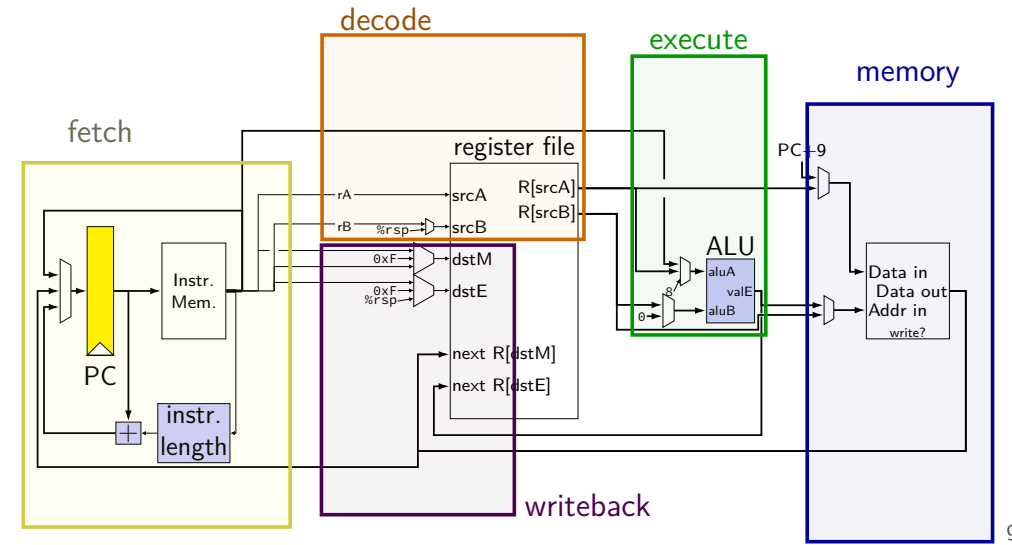 decode
execute
memory
fetch
register file
PC+9
R[srcA]
rA
srcA
R[srcB]
rB
%rsp
srcB
ALU
0xF
dstM
aluA
Instr.
Mem.
Data in
8
valE
0xF
dstE
Data out
%rsp
aluB
Addr in
0
write?
next R[dstM]
PC
next R[dstE]
instr.
+
length
writeback